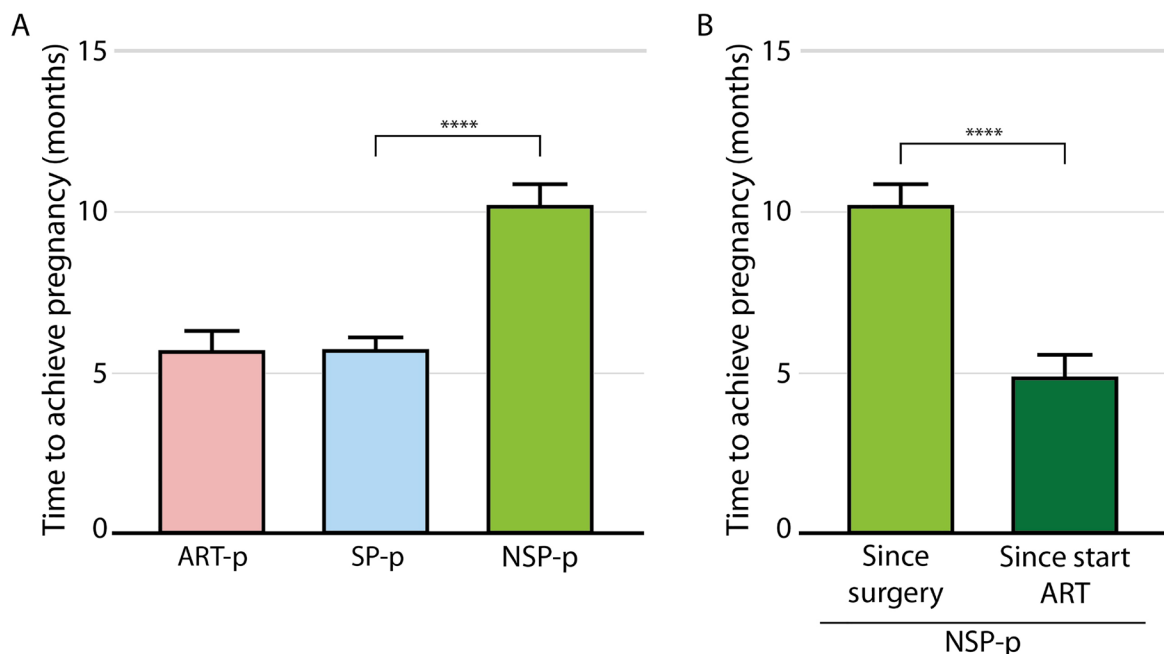 A
Time to achieve pregnancy (months)
15
10
5
0
****
ART-p
SP-p
NSP-p
B
Time to achieve pregnancy (months)
15
10
5
0
****
Since
surgery
Since start
ART
NSP-p